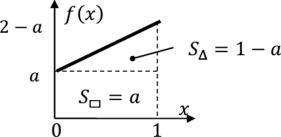 f(x)
2 − a
S_Δ = 1 − a
a
S_□ = a
x
0
1